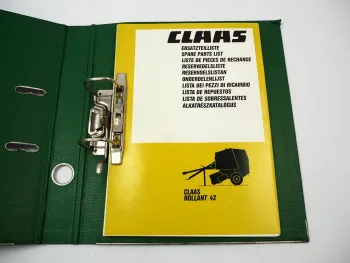 CLAAS
ERSATZTEILLISTE
SPARE PARTS LIST
LISTE DE PIECES DE RECHANGE
RESERVEDELSLISTE
RESERVDELSLISTAN
ONDERDELENLIJST
LISTA DEI PEZZI DI RICAMBIO
LISTA DE REPUESTOS
LISTA DE SOBRESSALENTES
ALKATRÉSZKATALÓGUS
CLAAS
ROLLANT 42